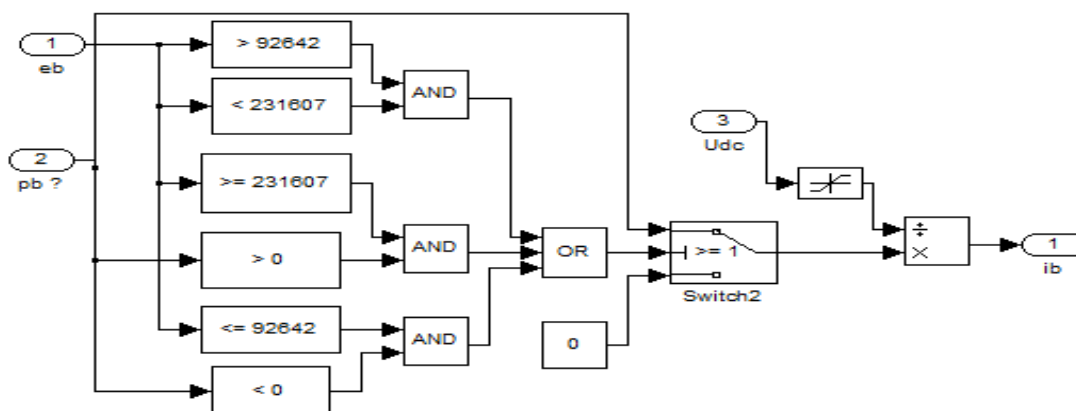 1
eb
> 92642
AND
< 231607
3
Udc
2
pb ?
>= 231607
÷
×
1
ib
AND
> 0
OR
>= 1
Switch2
<= 92642
AND
0
< 0